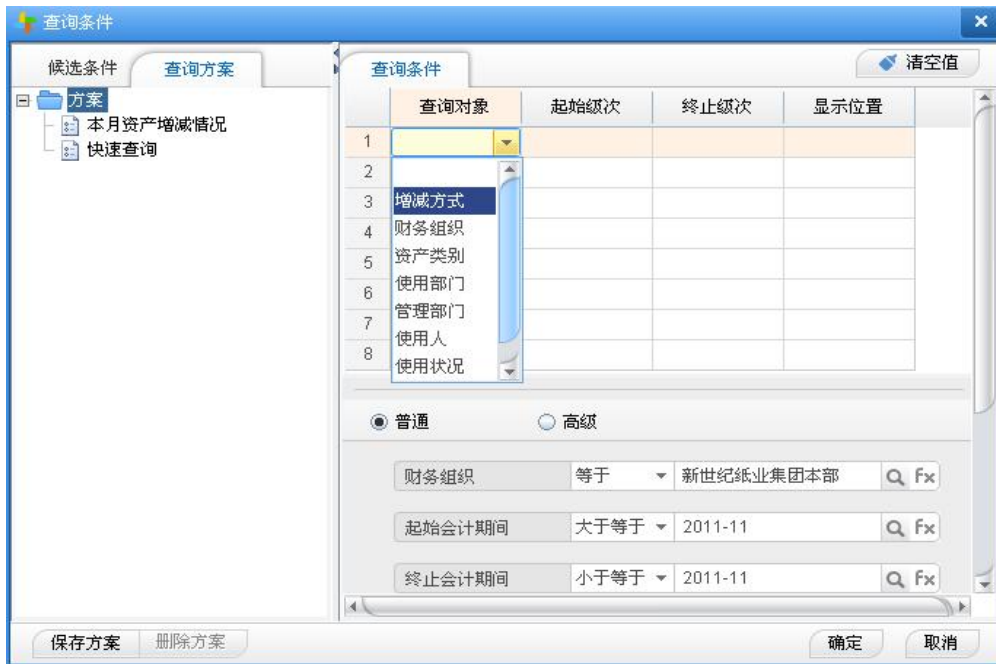 查询条件
候选条件 查询方案
方案
本月资产增减情况
快速查询
查询条件 清空值
查询对象 起始级次 终止级次 显示位置
1
2
3
4
5
6
7
8
增减方式
财务组织
资产类别
使用部门
管理部门
使用人
使用状况
普通 高级
财务组织 等于 新世纪纸业集团本部 fx
起始会计期间 大于等于 2011-11 fx
终止会计期间 小于等于 2011-11 fx
保存方案 删除方案 确定 取消